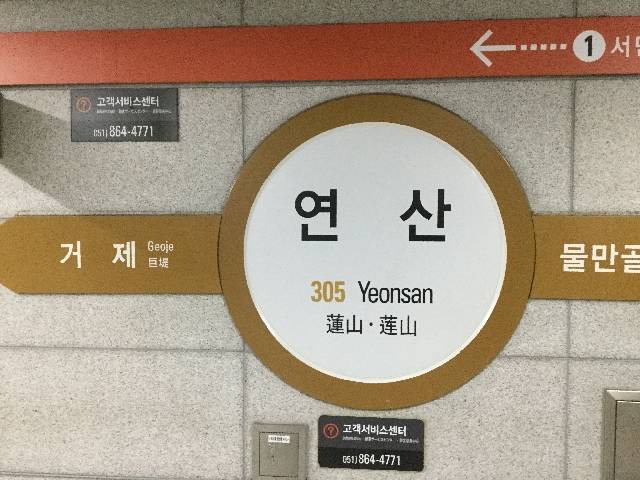 1 서면
고객서비스센터
051) 864-4771
거제 Geoje
巨堤
연산
305 Yeonsan
蓮山·莲山
물만골
고객서비스센터
051) 864-4771